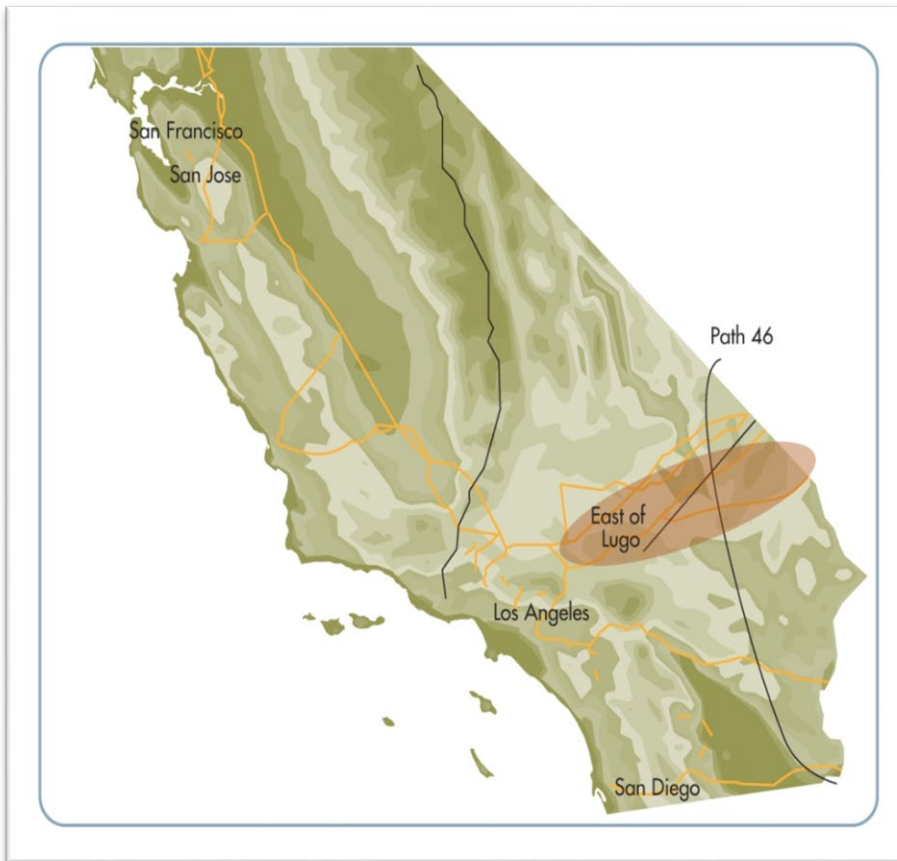 San Francisco
San Jose
Path 46
East of
Lugo
Los Angeles
San Diego